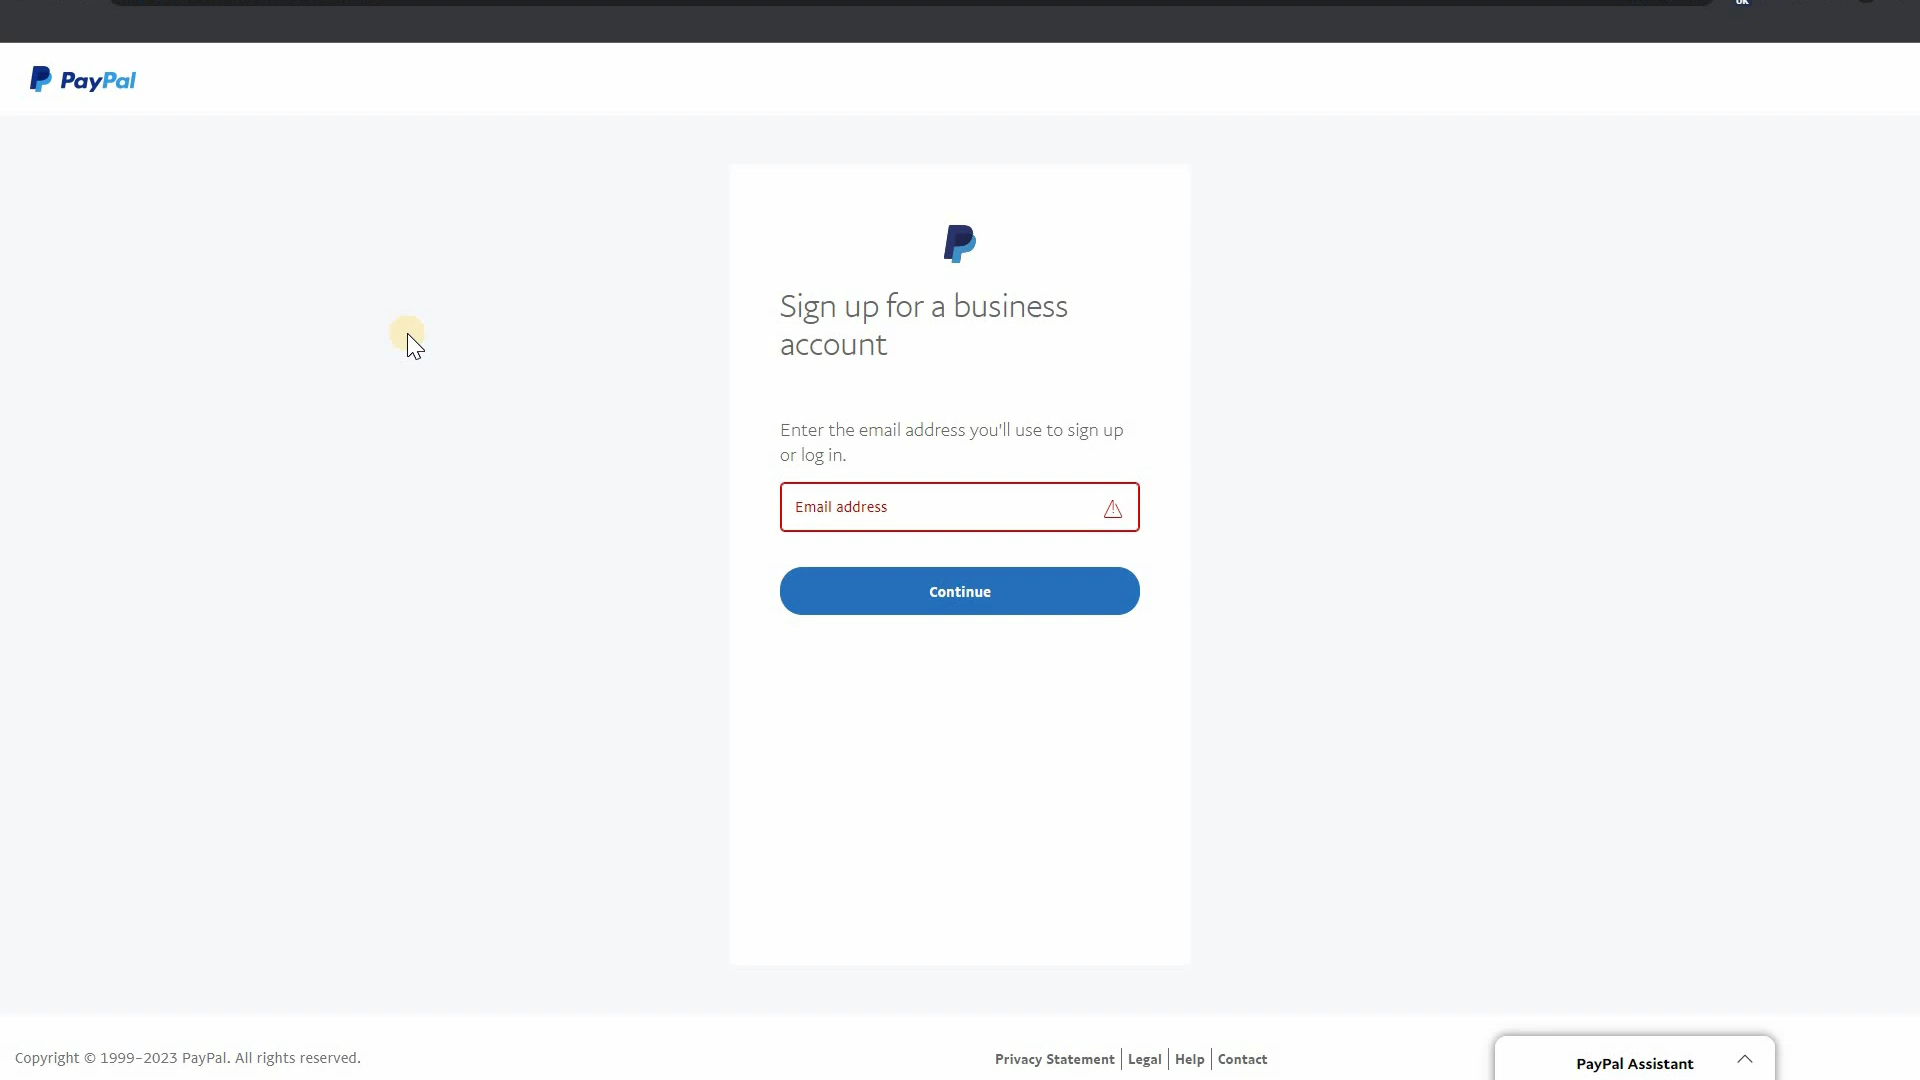 PayPal
Sign up for a business
account
Enter the email address you'll use to sign up
or log in.
Email address
Continue
Copyright © 1999-2023 PayPal. All rights reserved.
Privacy Statement
Legal
Help
Contact
PayPal Assistant